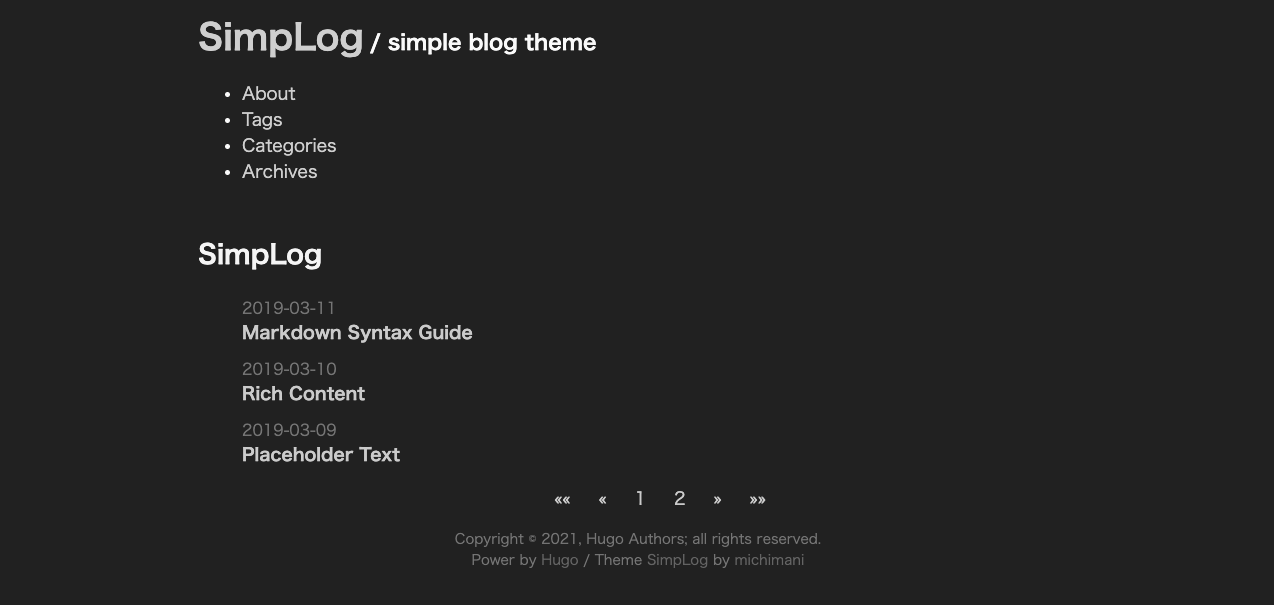 SimpLog / simple blog theme
• About
• Tags
• Categories
• Archives
SimpLog
2019-03-11
Markdown Syntax Guide
2019-03-10
Rich Content
2019-03-09
Placeholder Text
«« « 1 2 » »»
Copyright © 2021, Hugo Authors; all rights reserved.
Power by Hugo / Theme SimpLog by michimani